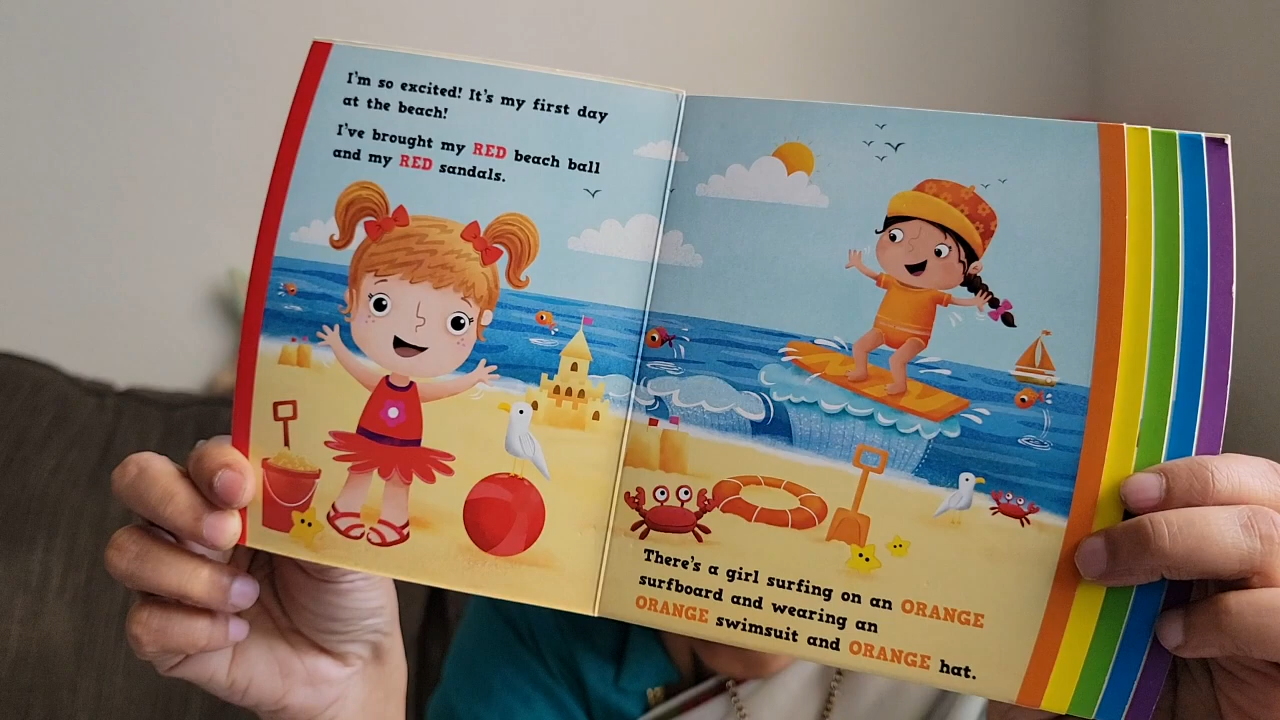 I'm so excited! It's my first day
at the beach!
I've brought my RED beach ball
and my RED sandals.
There's a girl surfing on an ORANGE
surfboard and wearing an
ORANGE swimsuit and ORANGE hat.